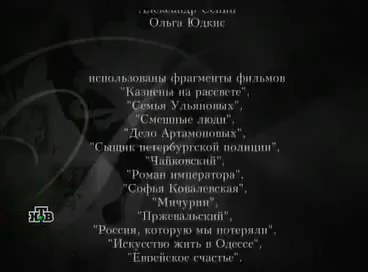 Александр Сенин
Ольга Юдкис
использованы фрагменты фильмов
"Казнены на рассвете",
"Семья Ульяновых",
"Смешные люди",
"Дело Артамоновых",
"Сыщик петербургской полиции",
"Чайковский",
"Роман императора",
"Софья Ковалевская",
"Мичурин",
"Пржевальский",
"Россия, которую мы потеряли",
"Искусство жить в Одессе",
"Еврейское счастье",
НТВ